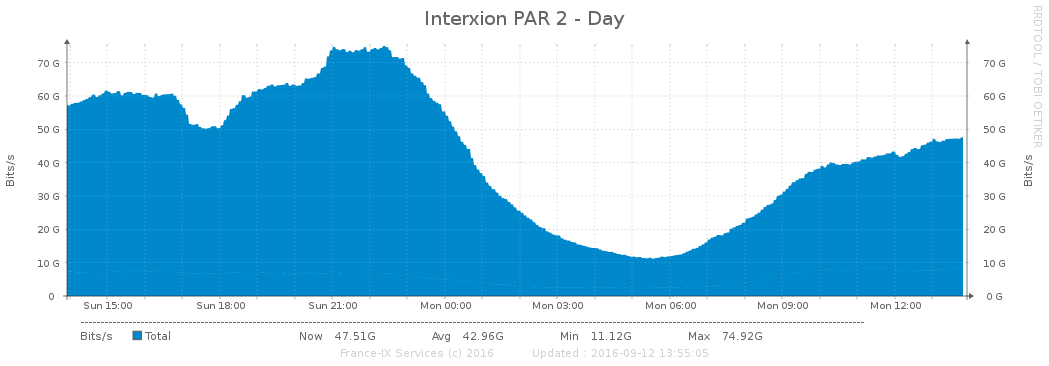 Interxion PAR 2 - Day
RRDTOOL / TOBI OETIKER
Bits/s
Bits/s
70 G 70 G
60 G 60 G
50 G 50 G
40 G 40 G
30 G 30 G
20 G 20 G
10 G 10 G
0 0 G
Sun 15:00 Sun 18:00 Sun 21:00 Mon 00:00 Mon 03:00 Mon 06:00 Mon 09:00 Mon 12:00
Bits/s Total Now 47.51G Avg 42.96G Min 11.12G Max 74.92G
France-IX Services (c) 2016 Updated : 2016-09-12 13:55:05